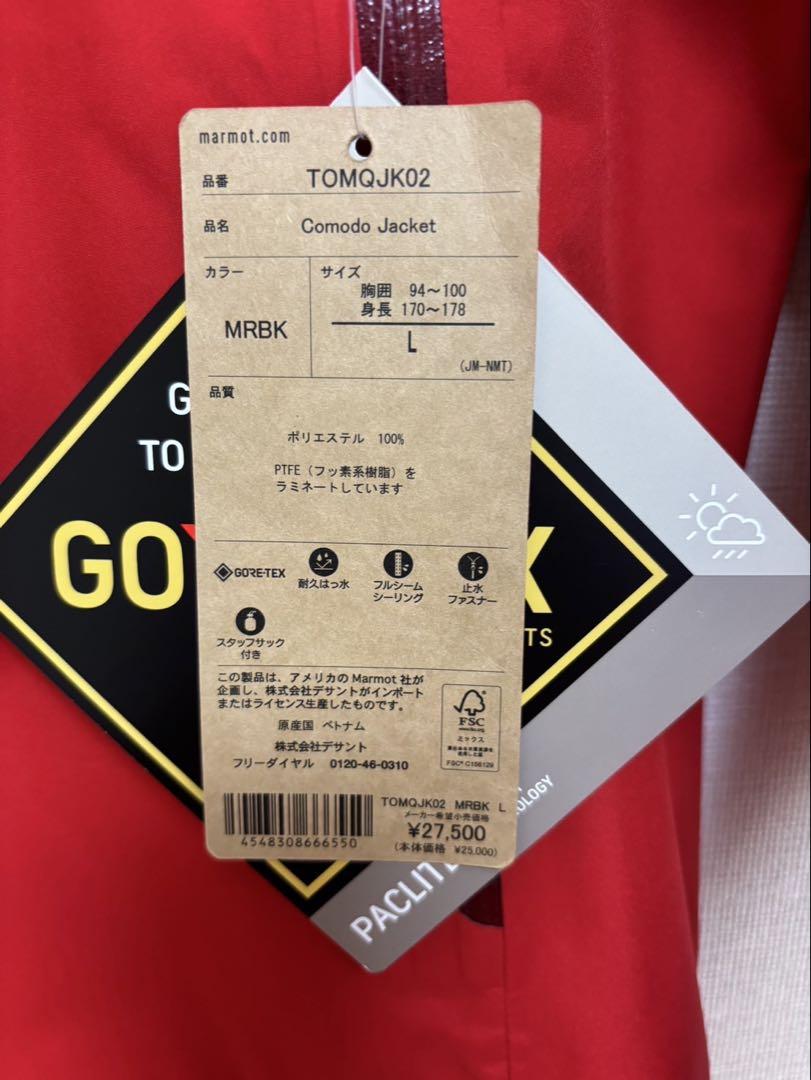 marmot.com
品番 TOMQJK02
品名 Comodo Jacket
カラー サイズ
胸囲 94～100
身長 170～178
MRBK
L
(JM-NMT)
品質
ポリエステル 100%
PTFE（フッ素系樹脂）を
ラミネートしています
GORE-TEX
耐久はっ水
フルシーム
シーリング
止水
ファスナー
スタッフサック
付き
この製品は、アメリカのMarmot社が
企画し、株式会社デサントがインポート
またはライセンス生産したものです。
原産国 ベトナム
株式会社デサント
フリーダイヤル 0120-46-0310
FSC
ミックス
FSC® C156129
TOMQJK02 MRBK L
メーカー希望小売価格
¥27,500
(本体価格 ¥25,000)
4548308666550
G
TO
GO
X
TS
OLOGY
PACLITE